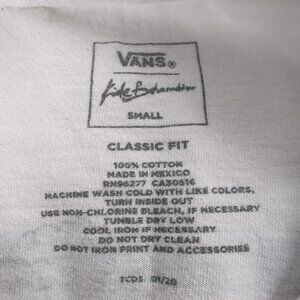 VANS®
Kyle Bohannon
SMALL
CLASSIC FIT
100% COTTON
MADE IN MEXICO
RN96277 CA30516
MACHINE WASH COLD WITH LIKE COLORS,
TURN INSIDE OUT
USE NON-CHLORINE BLEACH, IF NECESSARY
TUMBLE DRY LOW
COOL IRON IF NECESSARY
DO NOT DRY CLEAN
DO NOT IRON PRINT AND ACCESSORIES
01/20